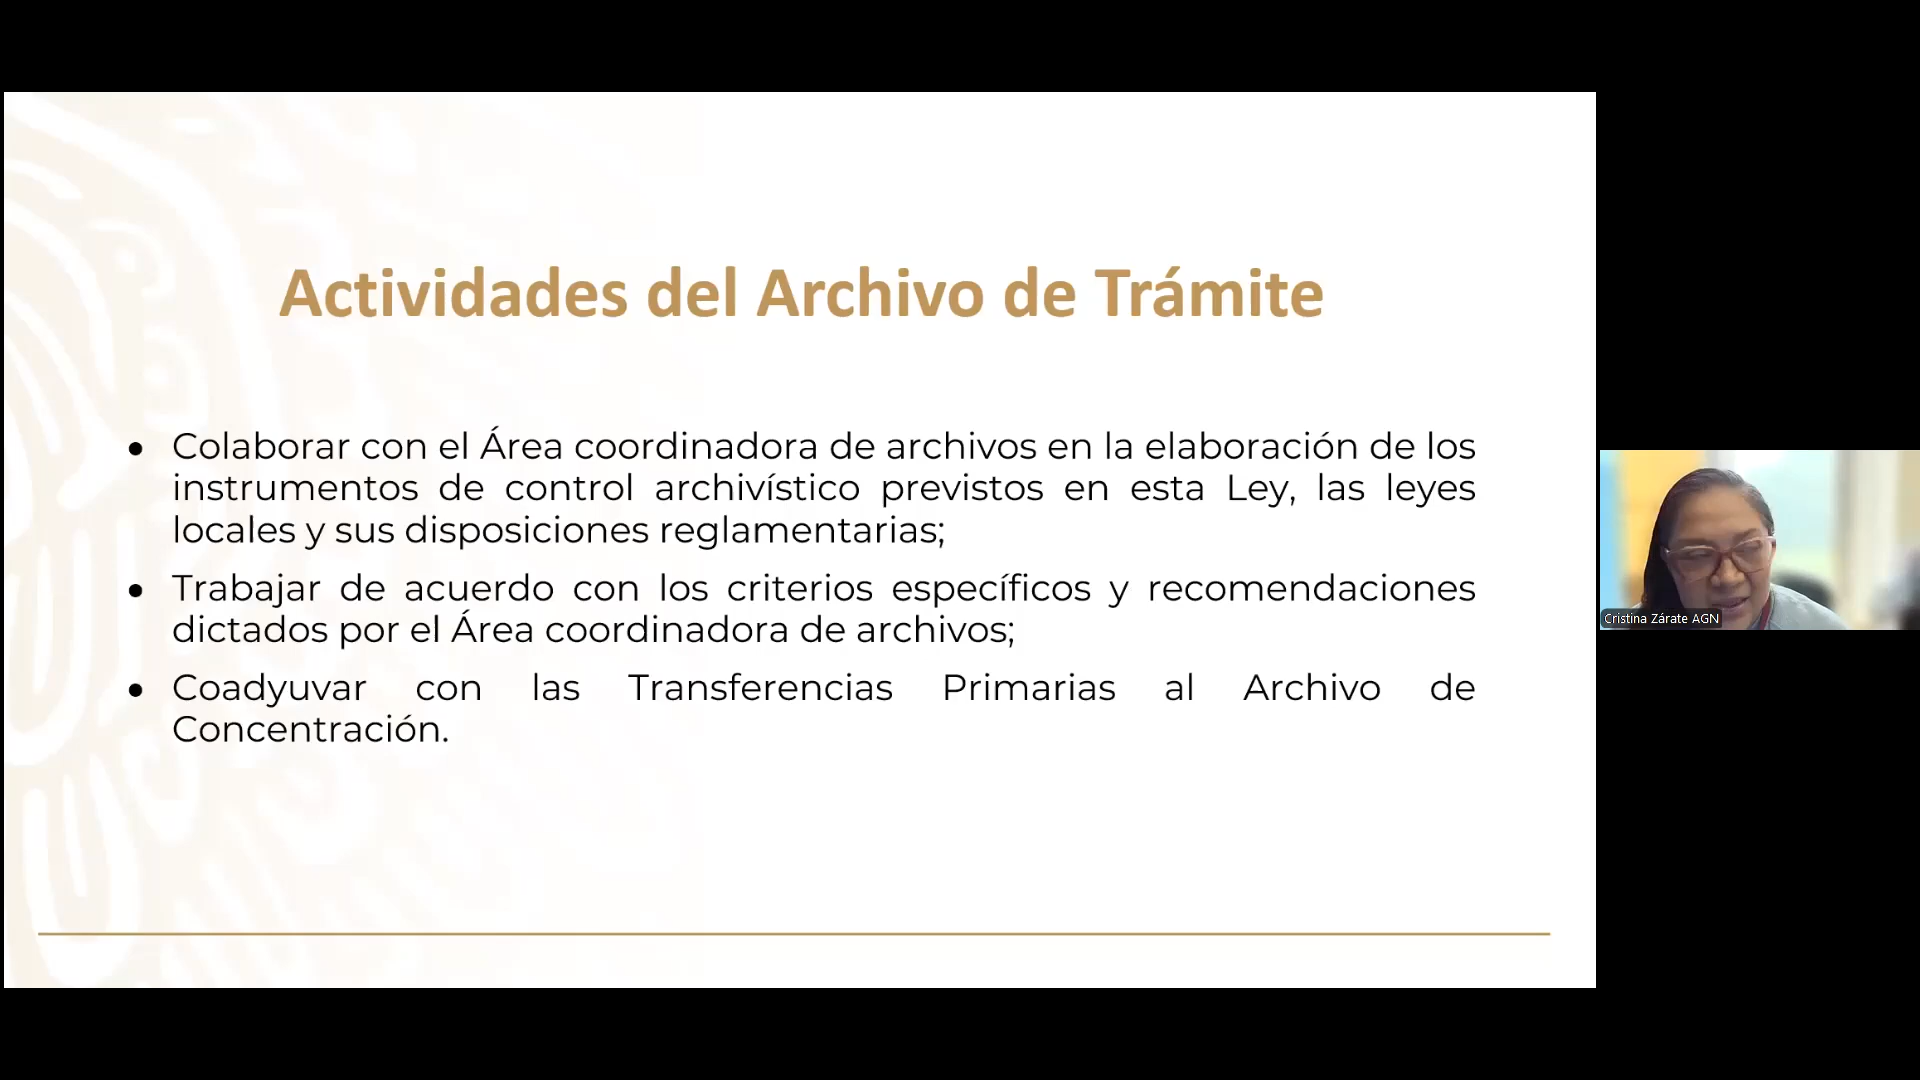 Actividades del Archivo de Trámite
• Colaborar con el Área coordinadora de archivos en la elaboración de los
instrumentos de control archivístico previstos en esta Ley, las leyes
locales y sus disposiciones reglamentarias;
• Trabajar de acuerdo con los criterios específicos y recomendaciones
dictados por el Área coordinadora de archivos;
• Coadyuvar con las Transferencias Primarias al Archivo de
Concentración.
Cristina Zárate AGN